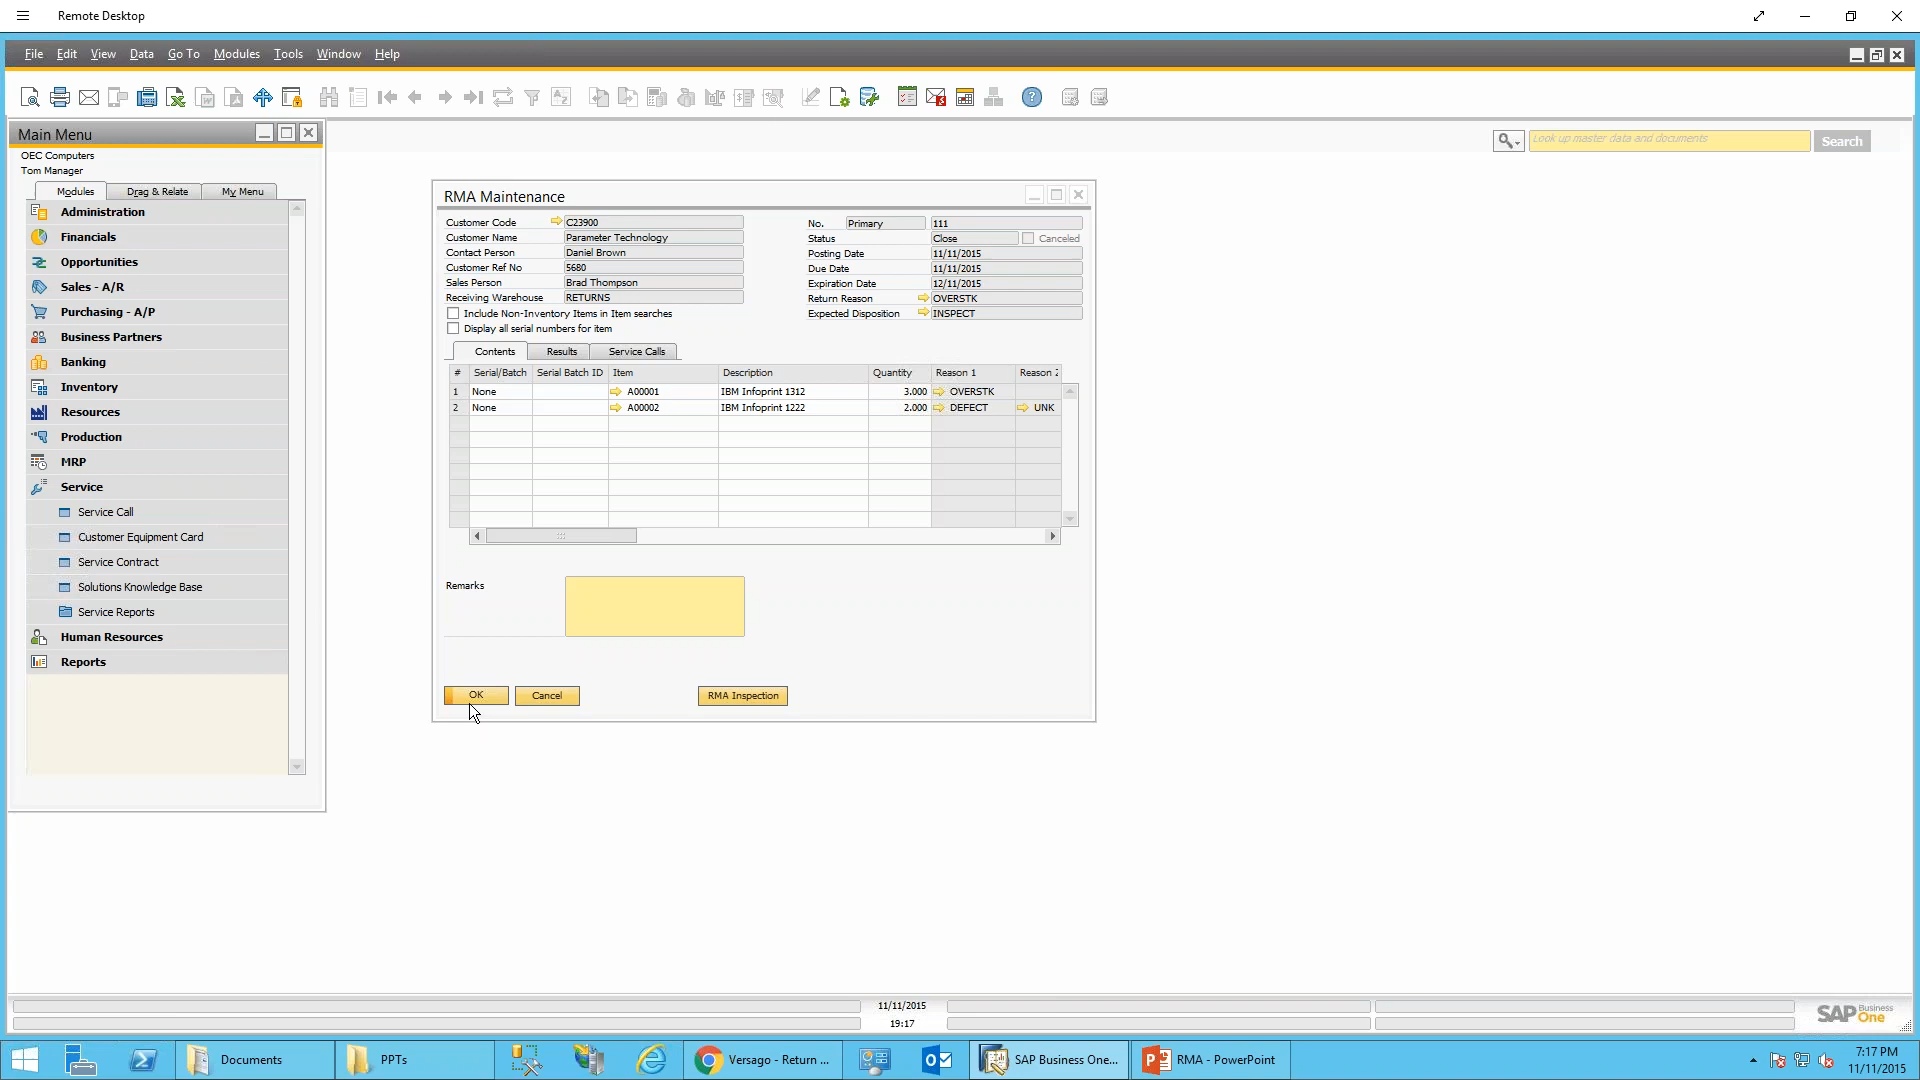 Remote Desktop
File Edit View Data Go To Modules Tools Window Help
Main Menu
OEC Computers
Tom Manager
Modules Drag & Relate My Menu
Administration
Financials
Opportunities
Sales - A/R
Purchasing - A/P
Business Partners
Banking
Inventory
Resources
Production
MRP
Service
Service Call
Customer Equipment Card
Service Contract
Solutions Knowledge Base
Service Reports
Human Resources
Reports
Look up master data and documents Search
RMA Maintenance
Customer Code C23900
Customer Name Parameter Technology
Contact Person Daniel Brown
Customer Ref No 5680
Sales Person Brad Thompson
Receiving Warehouse RETURNS
Include Non-Inventory Items in Item searches
Display all serial numbers for item
No. Primary 111
Status Close Canceled
Posting Date 11/11/2015
Due Date 11/11/2015
Expiration Date 12/11/2015
Return Reason OVERSTK
Expected Disposition INSPECT
Contents Results Service Calls
# Serial/Batch Serial Batch ID Item Description Quantity Reason 1 Reason 2
1 None A00001 IBM Infoprint 1312 3.000 OVERSTK
2 None A00002 IBM Infoprint 1222 2.000 DEFECT UNK
Remarks
OK Cancel RMA Inspection
11/11/2015
19:17
SAP Business One
Documents PPTs Versago - Return ... SAP Business One... RMA - PowerPoint
7:17 PM
11/11/2015